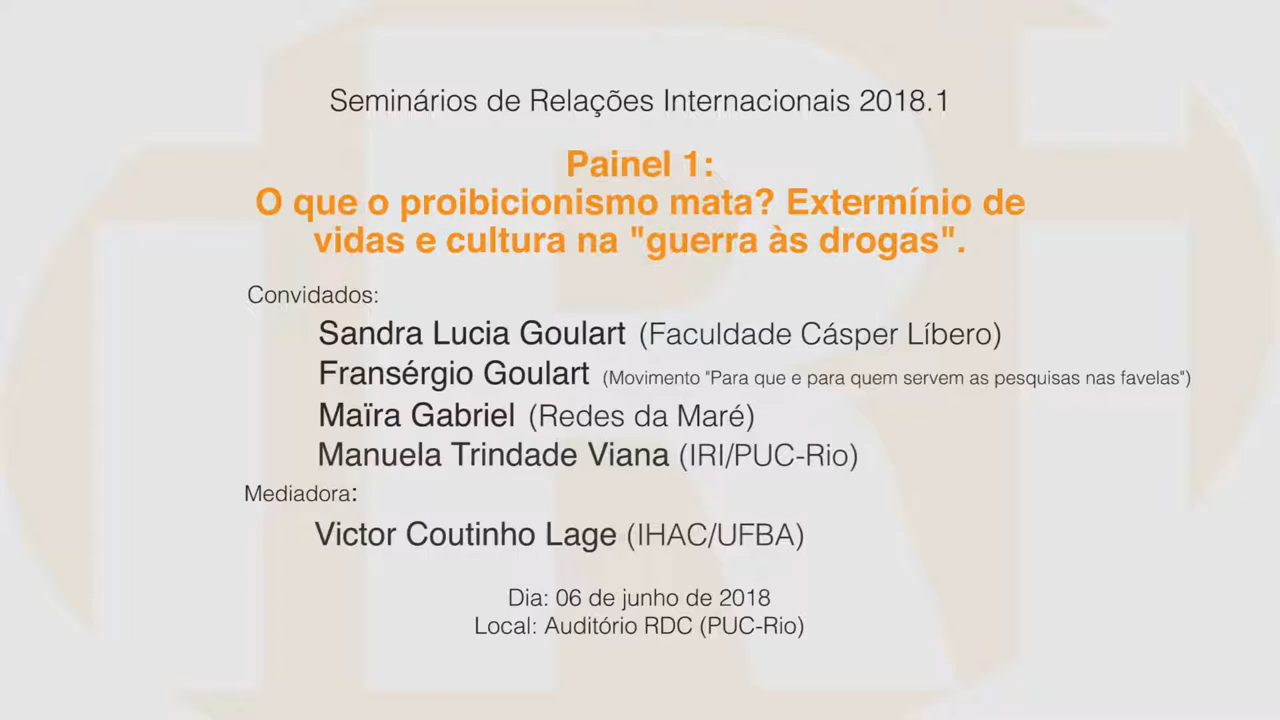 Seminários de Relações Internacionais 2018.1
Painel 1:
O que o proibicionismo mata? Extermínio de
vidas e cultura na "guerra às drogas".
Convidados:
Sandra Lucia Goulart (Faculdade Cásper Líbero)
Fransérgio Goulart (Movimento "Para que e para quem servem as pesquisas nas favelas")
Maïra Gabriel (Redes da Maré)
Manuela Trindade Viana (IRI/PUC-Rio)
Mediadora:
Victor Coutinho Lage (IHAC/UFBA)
Dia: 06 de junho de 2018
Local: Auditório RDC (PUC-Rio)